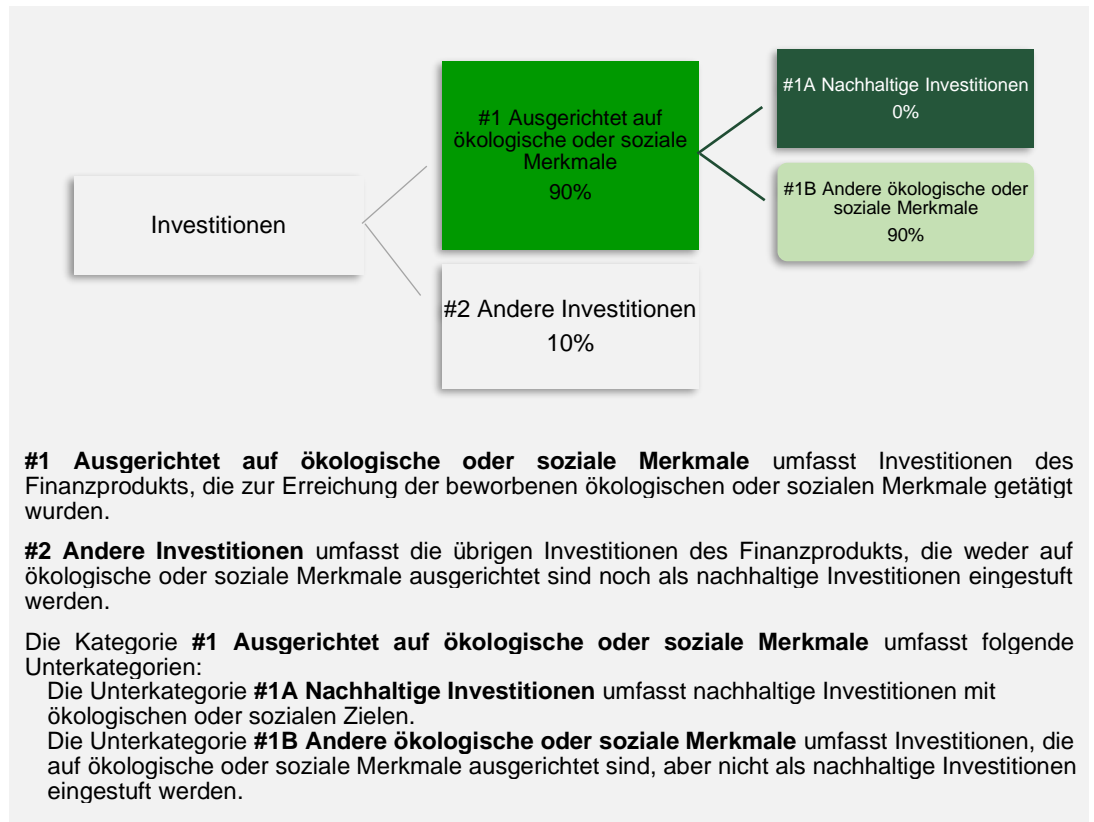 #1A Nachhaltige Investitionen
0%
#1 Ausgerichtet auf
ökologische oder soziale
Merkmale
90%
#1B Andere ökologische oder
soziale Merkmale
90%
Investitionen
#2 Andere Investitionen
10%
#1 Ausgerichtet auf ökologische oder soziale Merkmale umfasst Investitionen des
Finanzprodukts, die zur Erreichung der beworbenen ökologischen oder sozialen Merkmale getätigt
wurden.
#2 Andere Investitionen umfasst die übrigen Investitionen des Finanzprodukts, die weder auf
ökologische oder soziale Merkmale ausgerichtet sind noch als nachhaltige Investitionen eingestuft
werden.
Die Kategorie #1 Ausgerichtet auf ökologische oder soziale Merkmale umfasst folgende
Unterkategorien:
Die Unterkategorie #1A Nachhaltige Investitionen umfasst nachhaltige Investitionen mit
ökologischen oder sozialen Zielen.
Die Unterkategorie #1B Andere ökologische oder soziale Merkmale umfasst Investitionen, die
auf ökologische oder soziale Merkmale ausgerichtet sind, aber nicht als nachhaltige Investitionen
eingestuft werden.